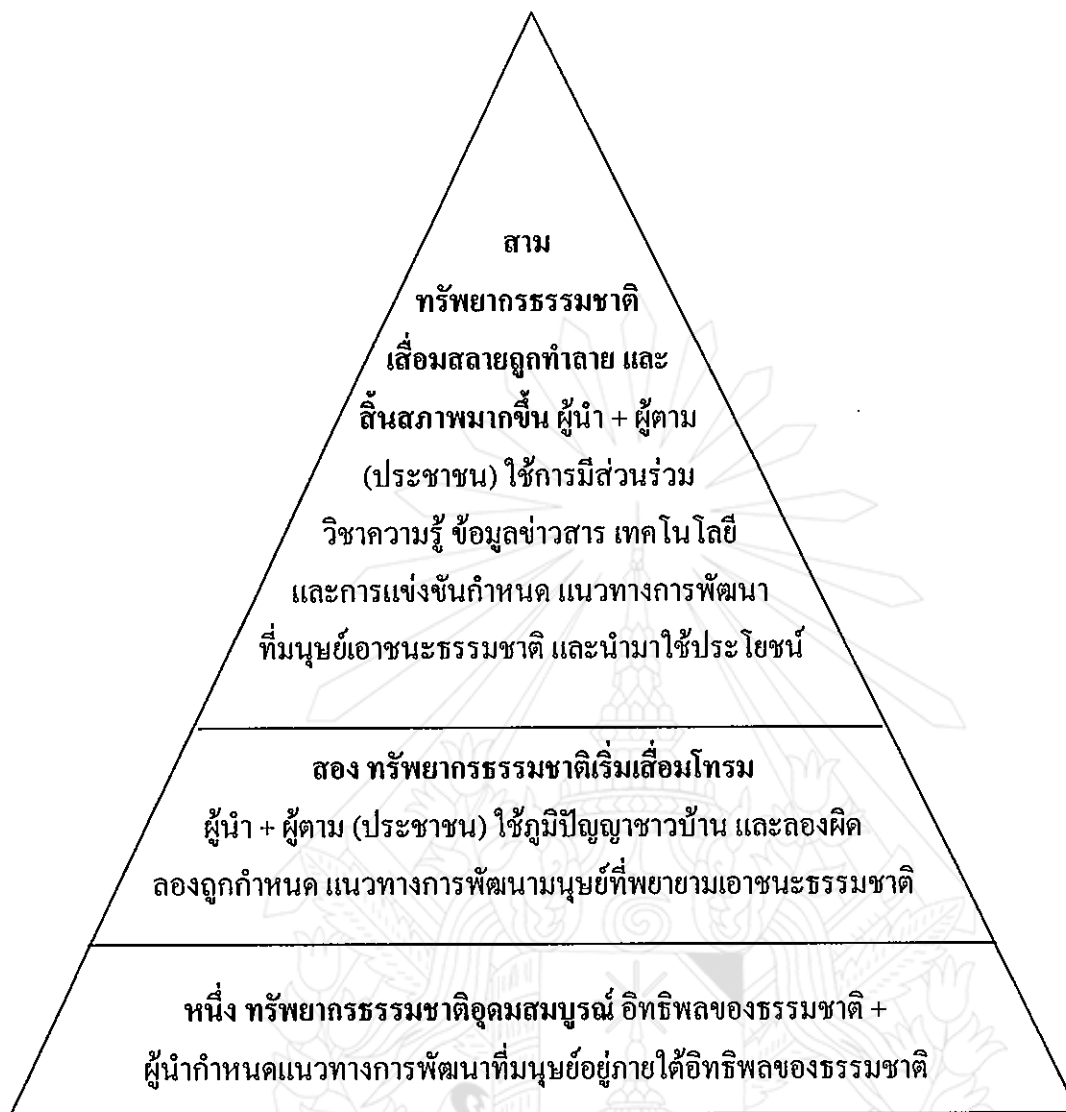 สาม
ทรัพยากรธรรมชาติ
เสื่อมสลายถูกทำลาย และ
สิ้นสภาพมากขึ้น ผู้นำ + ผู้ตาม
(ประชาชน) ใช้การมีส่วนร่วม
วิชาความรู้ ข้อมูลข่าวสาร เทคโนโลยี
และการแข่งขันกำหนด แนวทางการพัฒนา
ที่มนุษย์เอาชนะธรรมชาติ และนำมาใช้ประโยชน์
สอง ทรัพยากรธรรมชาติเริ่มเสื่อมโทรม
ผู้นำ + ผู้ตาม (ประชาชน) ใช้ภูมิปัญญาชาวบ้าน และลองผิด
ลองถูกกำหนด แนวทางการพัฒนามนุษย์ที่พยายามเอาชนะธรรมชาติ
หนึ่ง ทรัพยากรธรรมชาติอุดมสมบูรณ์ อิทธิพลของธรรมชาติ +
ผู้นำกำหนดแนวทางการพัฒนาที่มนุษย์อยู่ภายใต้อิทธิพลของธรรมชาติ